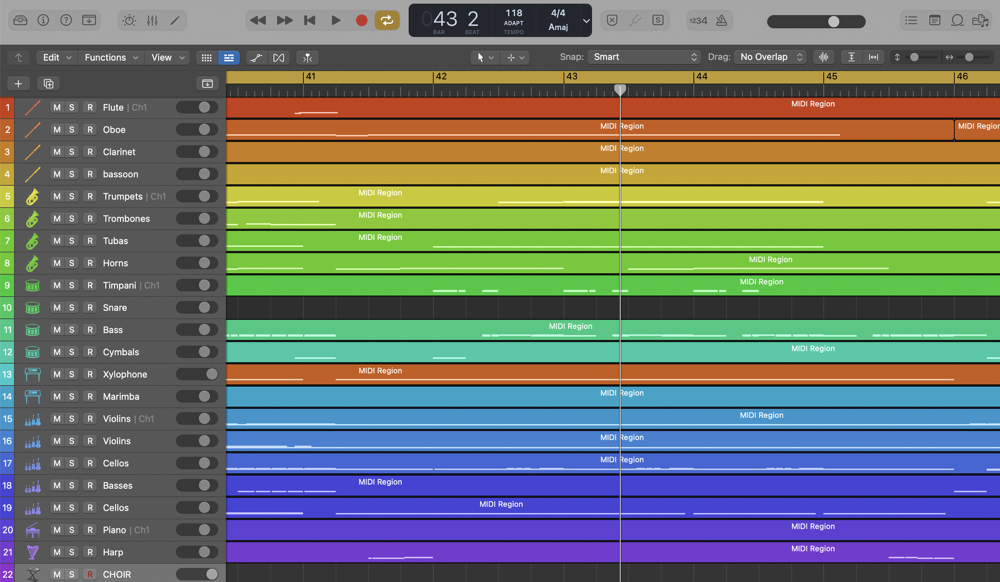 43 2 118 4/4
ADAPT Amaj
BAR BEAT TEMPO
1234
S
Edit Functions View Snap: Smart Drag: No Overlap
41 42 43 44 45 46
1 M S R Flute | Ch1 MIDI Region
2 M S R Oboe MIDI Region MIDI Region
3 M S R Clarinet MIDI Region
4 M S R bassoon MIDI Region
5 M S R Trumpets | Ch1 MIDI Region
6 M S R Trombones MIDI Region
7 M S R Tubas MIDI Region
8 M S R Horns MIDI Region
9 M S R Timpani | Ch1 MIDI Region
10 M S R Snare
11 M S R Bass MIDI Region
12 M S R Cymbals MIDI Region
13 M S R Xylophone MIDI Region
14 M S R Marimba MIDI Region
15 M S R Violins | Ch1 MIDI Region
16 M S R Violins MIDI Region
17 M S R Cellos MIDI Region
18 M S R Basses MIDI Region
19 M S R Cellos MIDI Region
20 M S R Piano | Ch1 MIDI Region
21 M S R Harp MIDI Region
22 M S R CHOIR